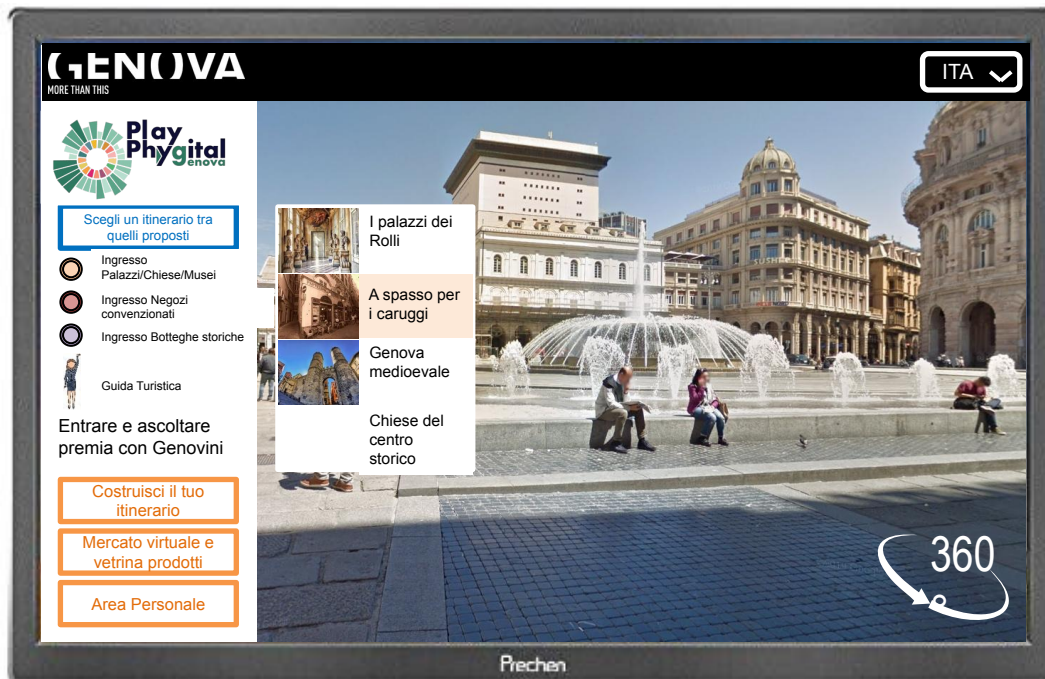 GENOVA
MORE THAN THIS
ITA
Play
Phygital
enova
Scegli un itinerario tra
quelli proposti
Ingresso
Palazzi/Chiese/Musei
Ingresso Negozi
convenzionati
Ingresso Botteghe storiche
Guida Turistica
Entrare e ascoltare
premia con Genovini
Costruisci il tuo
itinerario
Mercato virtuale e
vetrina prodotti
Area Personale
I palazzi dei
Rolli
A spasso per
i caruggi
Genova
medioevale
Chiese del
centro
storico
360
Prechen